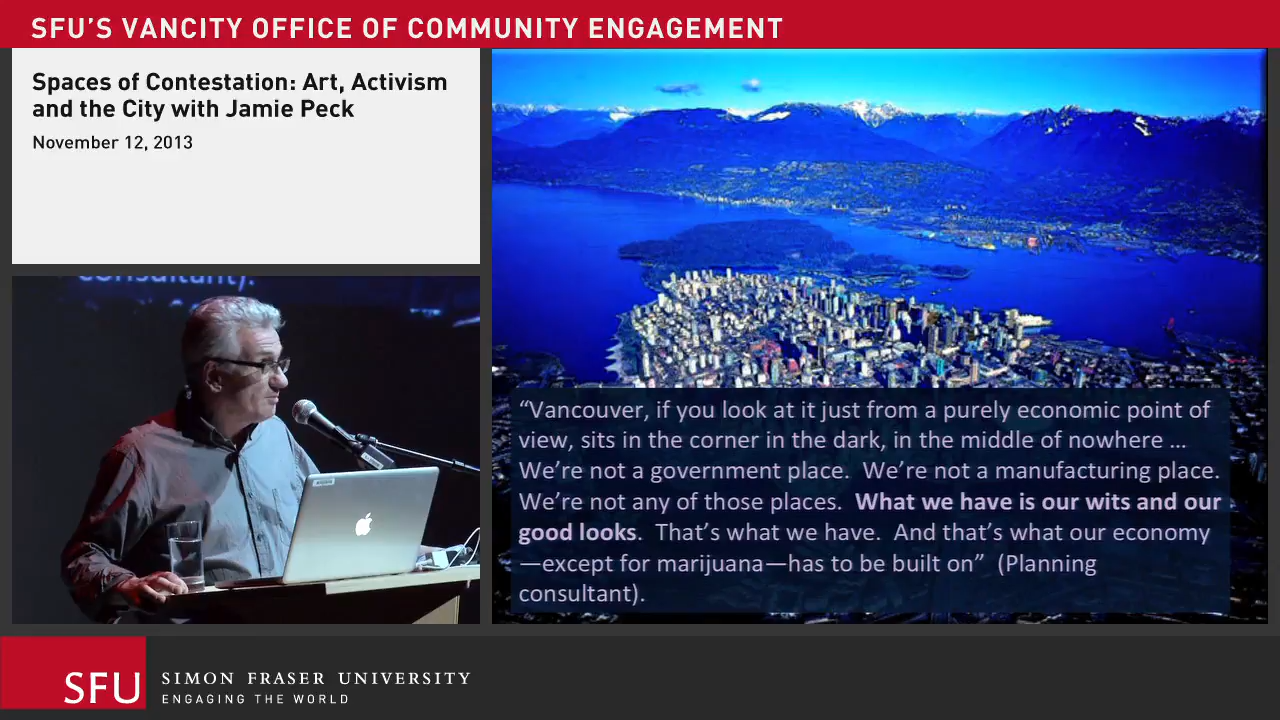 SFU'S VANCITY OFFICE OF COMMUNITY ENGAGEMENT
Spaces of Contestation: Art, Activism
and the City with Jamie Peck
November 12, 2013
consultant).
“Vancouver, if you look at it just from a purely economic point of
view, sits in the corner in the dark, in the middle of nowhere …
We’re not a government place.  We’re not a manufacturing place.
We’re not any of those places.  What we have is our wits and our
good looks.  That’s what we have.  And that’s what our economy
—except for marijuana—has to be built on”  (Planning
consultant).
SFU
SIMON FRASER UNIVERSITY
ENGAGING THE WORLD